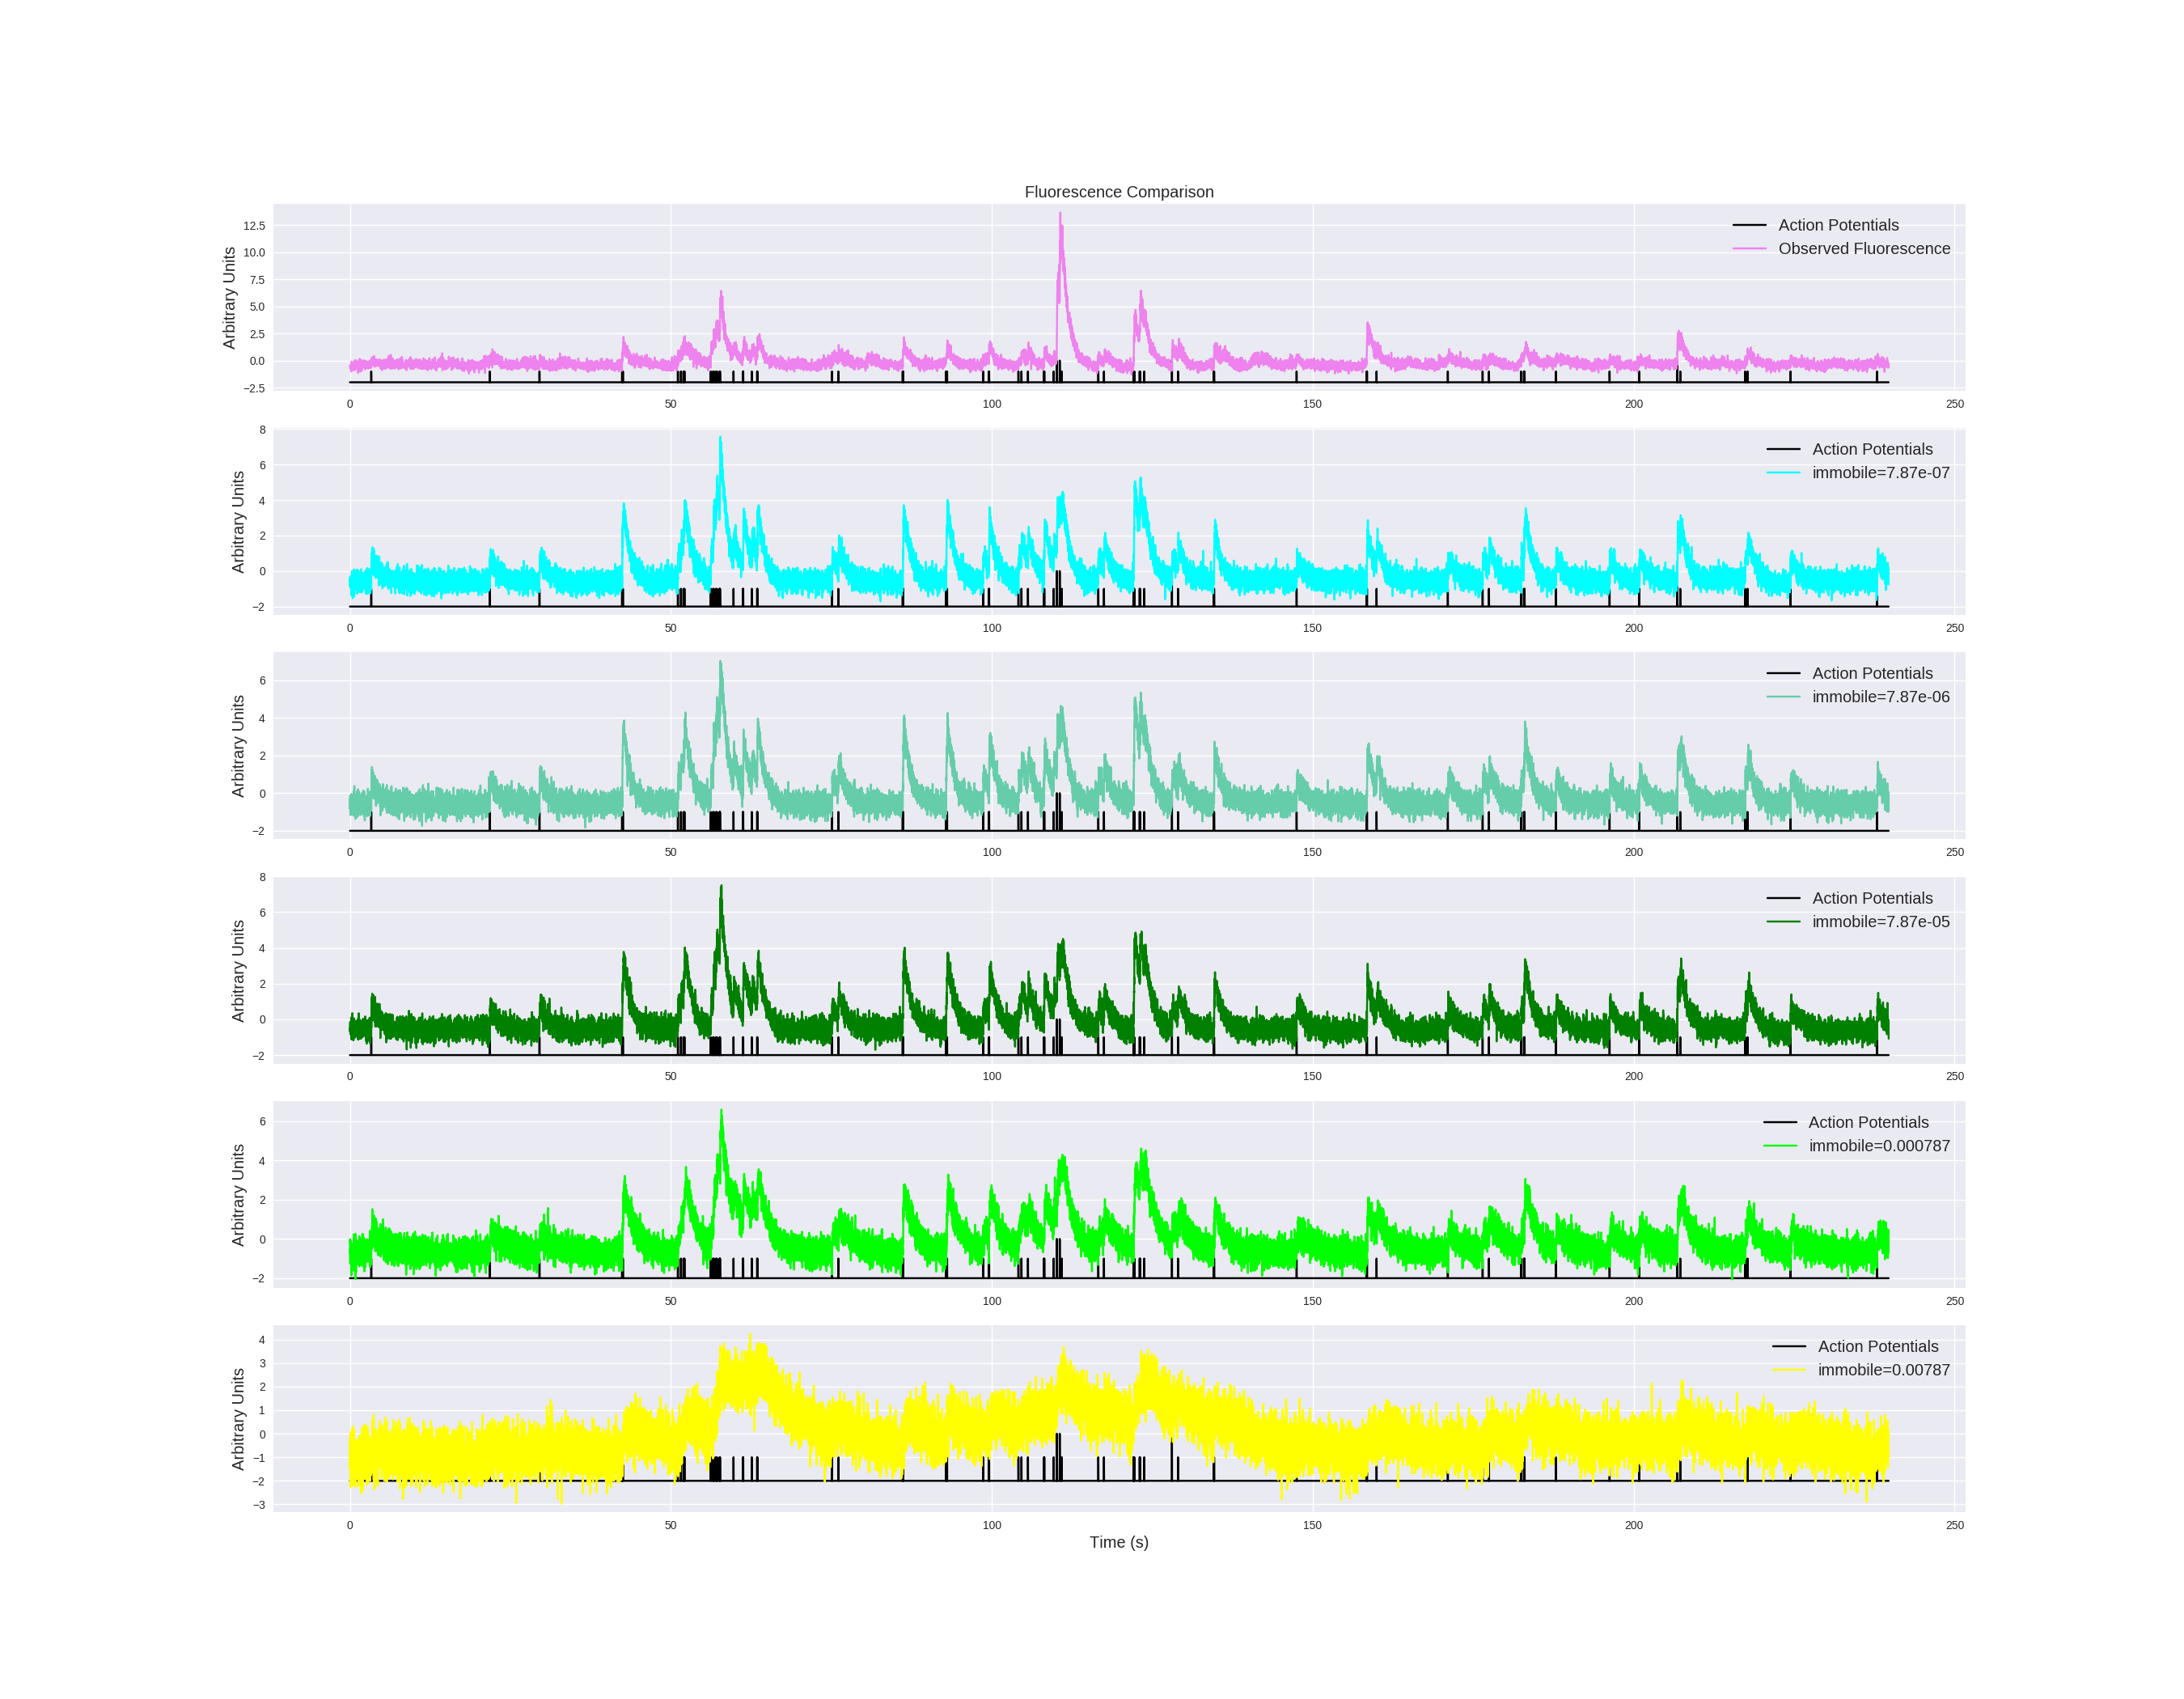 Fluorescence Comparison
12.5
10.0
7.5
5.0
2.5
0.0
−2.5
Arbitrary Units
Action Potentials
Observed Fluorescence
0 50 100 150 200 250
8
6
4
2
0
−2
Arbitrary Units
Action Potentials
immobile=7.87e-07
0 50 100 150 200 250
6
4
2
0
−2
Arbitrary Units
Action Potentials
immobile=7.87e-06
0 50 100 150 200 250
8
6
4
2
0
−2
Arbitrary Units
Action Potentials
immobile=7.87e-05
0 50 100 150 200 250
6
4
2
0
−2
Arbitrary Units
Action Potentials
immobile=0.000787
0 50 100 150 200 250
4
3
2
1
0
−1
−2
−3
Arbitrary Units
Action Potentials
immobile=0.00787
0 50 100 150 200 250
Time (s)